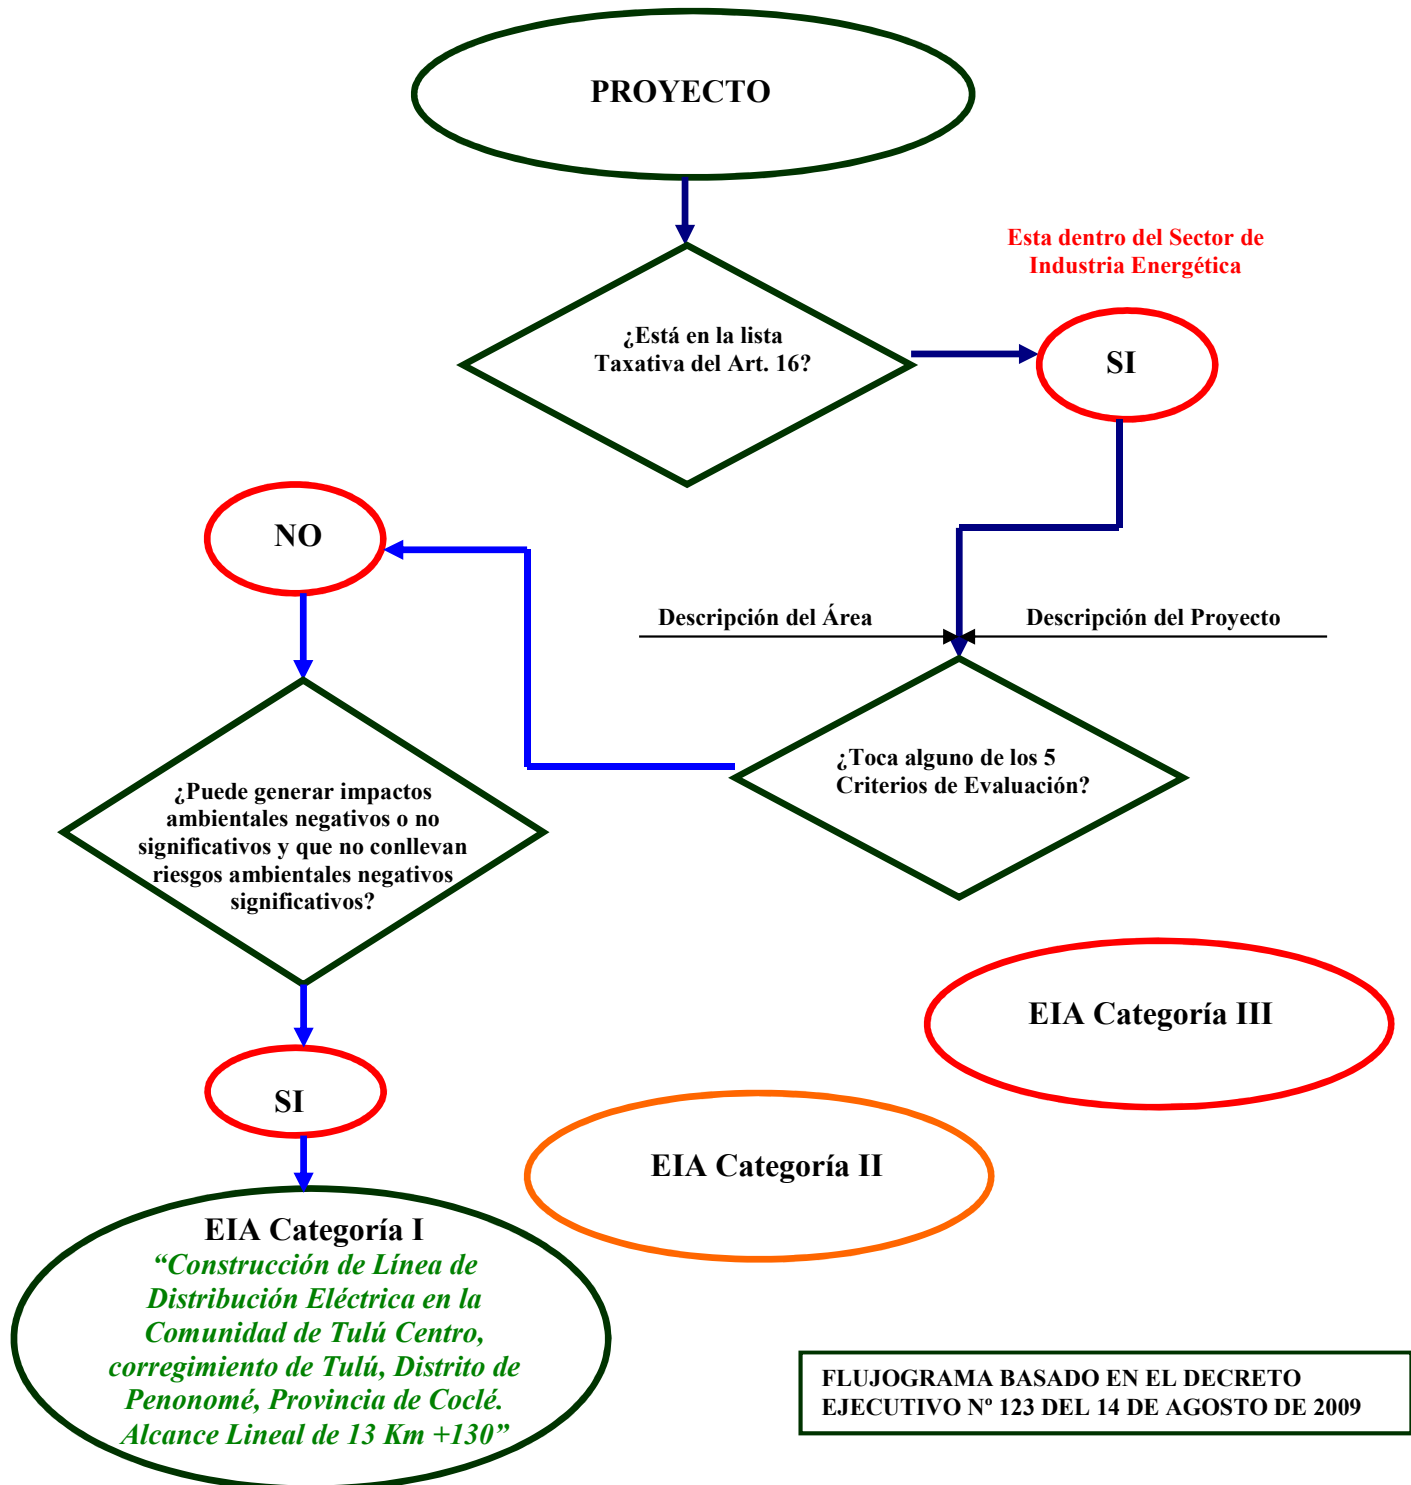 PROYECTO
Esta dentro del Sector de
Industria Energética
¿Está en la lista
Taxativa del Art. 16?
SI
NO
Descripción del Área
Descripción del Proyecto
¿Toca alguno de los 5
Criterios de Evaluación?
¿Puede generar impactos
ambientales negativos o no
significativos y que no conllevan
riesgos ambientales negativos
significativos?
EIA Categoría III
SI
EIA Categoría II
EIA Categoría I
“Construcción de Línea de
Distribución Eléctrica en la
Comunidad de Tulú Centro,
corregimiento de Tulú, Distrito de
Penonomé, Provincia de Coclé.
Alcance Lineal de 13 Km +130”
FLUJOGRAMA BASADO EN EL DECRETO
EJECUTIVO Nº 123 DEL 14 DE AGOSTO DE 2009